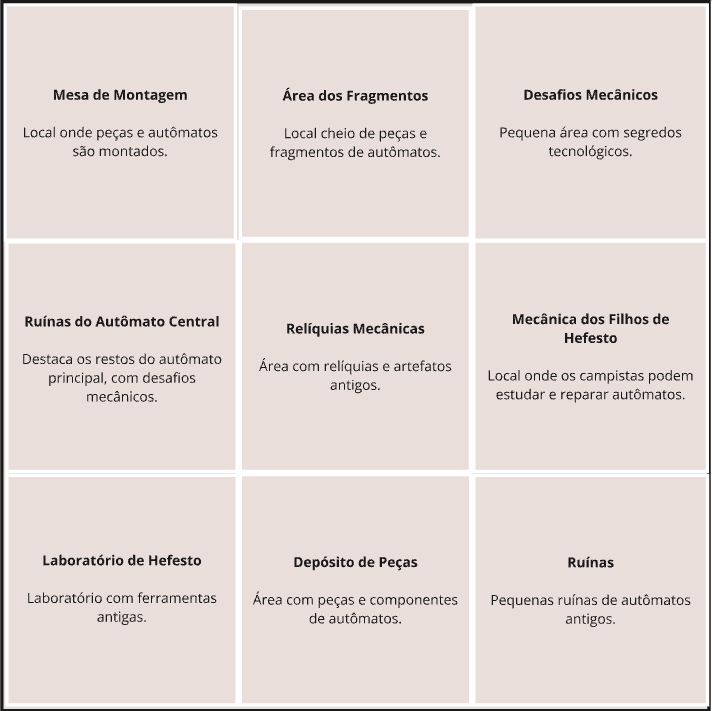 Mesa de Montagem
Local onde peças e autômatos
são montados.
Área dos Fragmentos
Local cheio de peças e
fragmentos de autômatos.
Desafios Mecânicos
Pequena área com segredos
tecnológicos.
Ruínas do Autômato Central
Destaca os restos do autômato
principal, com desafios
mecânicos.
Relíquias Mecânicas
Área com relíquias e artefatos
antigos.
Mecânica dos Filhos de
Hefesto
Local onde os campistas podem
estudar e reparar autômatos.
Laboratório de Hefesto
Laboratório com ferramentas
antigas.
Depósito de Peças
Área com peças e componentes
de autômatos.
Ruínas
Pequenas ruínas de autômatos
antigos.